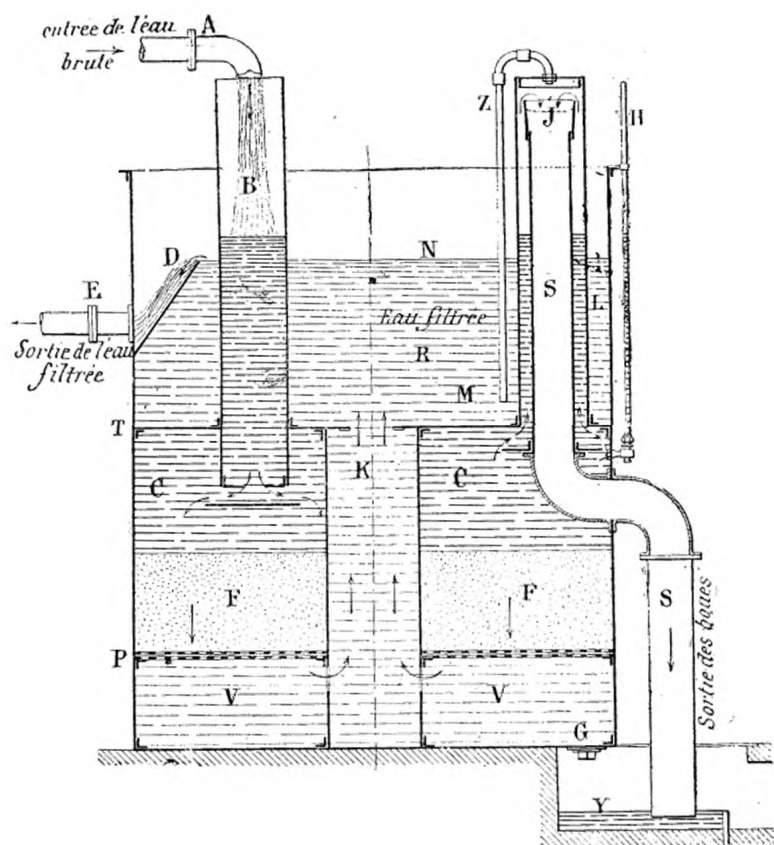 entrée de l'eau
brute
A
Z
J
H
B
D
N
E
S
L
Eau filtrée
Sortie de l'eau
filtrée
R
M
T
K
C
C
F
F
S
P
V
V
Sortie des boues
G
Y